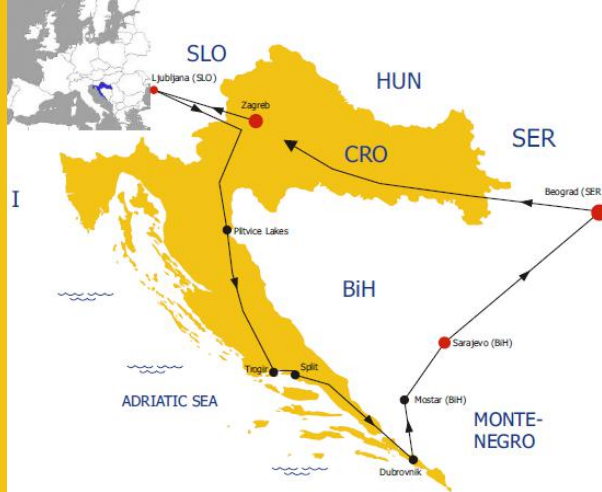 SLO
Ljubljana (SLO)
HUN
Zagreb
SER
CRO
I
Beograd (SER
Plitvice Lakes
BiH
Sarajevo (BiH)
Trogir
Split
ADRIATIC SEA
Mostar (BiH)
MONTE-
NEGRO
Dubrovnik